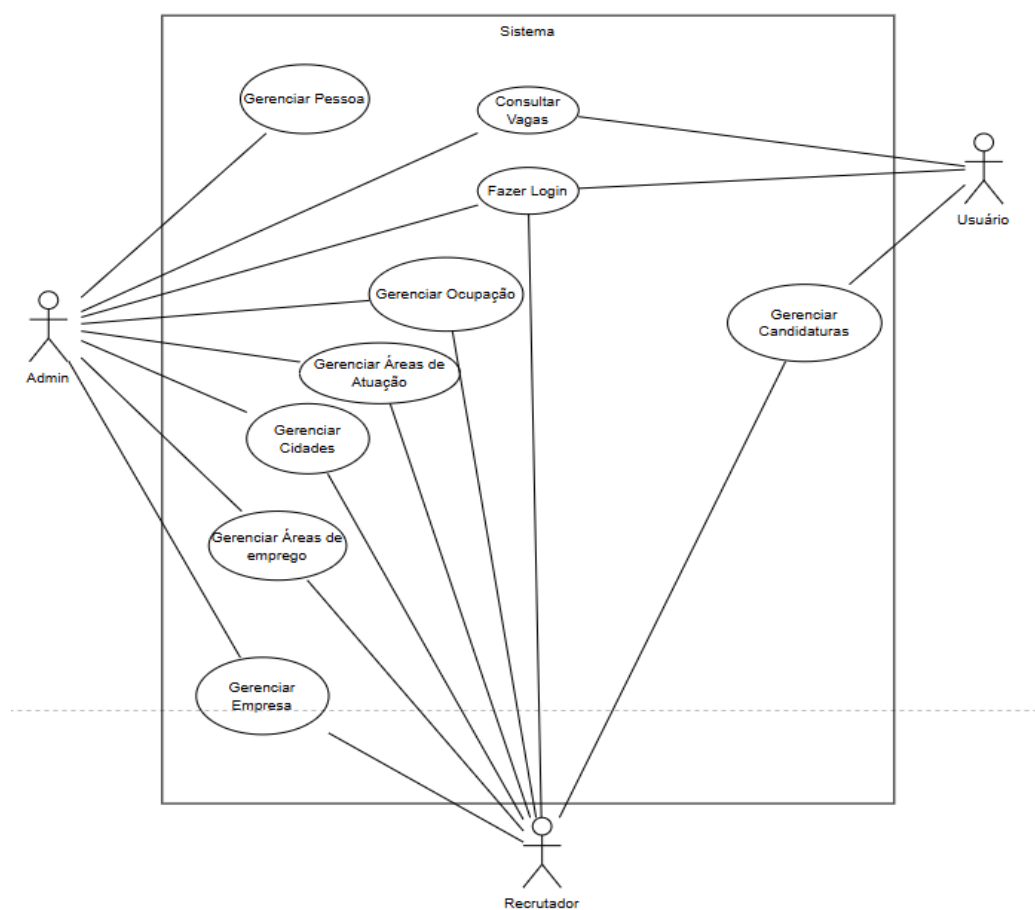 Sistema
Gerenciar Pessoa
Consultar
Vagas
Fazer Login
Usuário
Gerenciar Ocupação
Gerenciar
Candidaturas
Admin
Gerenciar Áreas de
Atuação
Gerenciar
Cidades
Gerenciar Áreas de
emprego
Gerenciar
Empresa
Recrutador